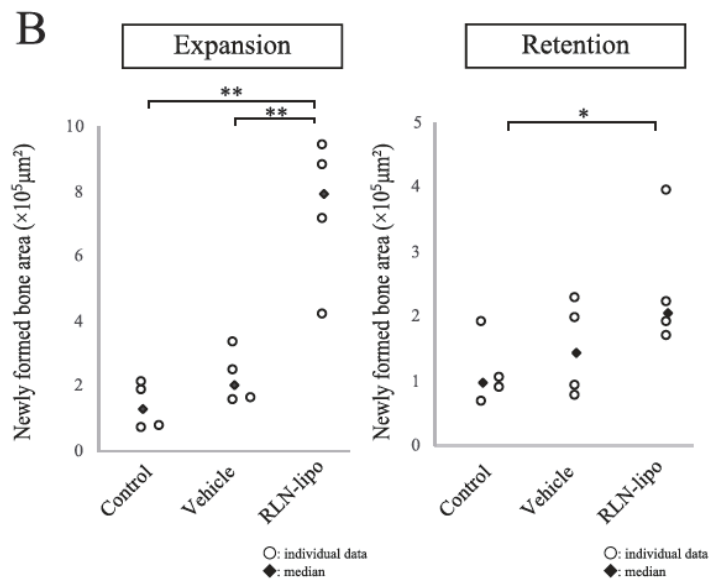 B
Expansion
Retention
**
**
*
Newly formed bone area (×10⁵μm²)
10
8
6
4
2
0
Control
Vehicle
RLN-lipo
Newly formed bone area (×10⁵μm²)
5
4
3
2
1
0
Control
Vehicle
RLN-lipo
○: individual data
◆: median
○: individual data
◆: median